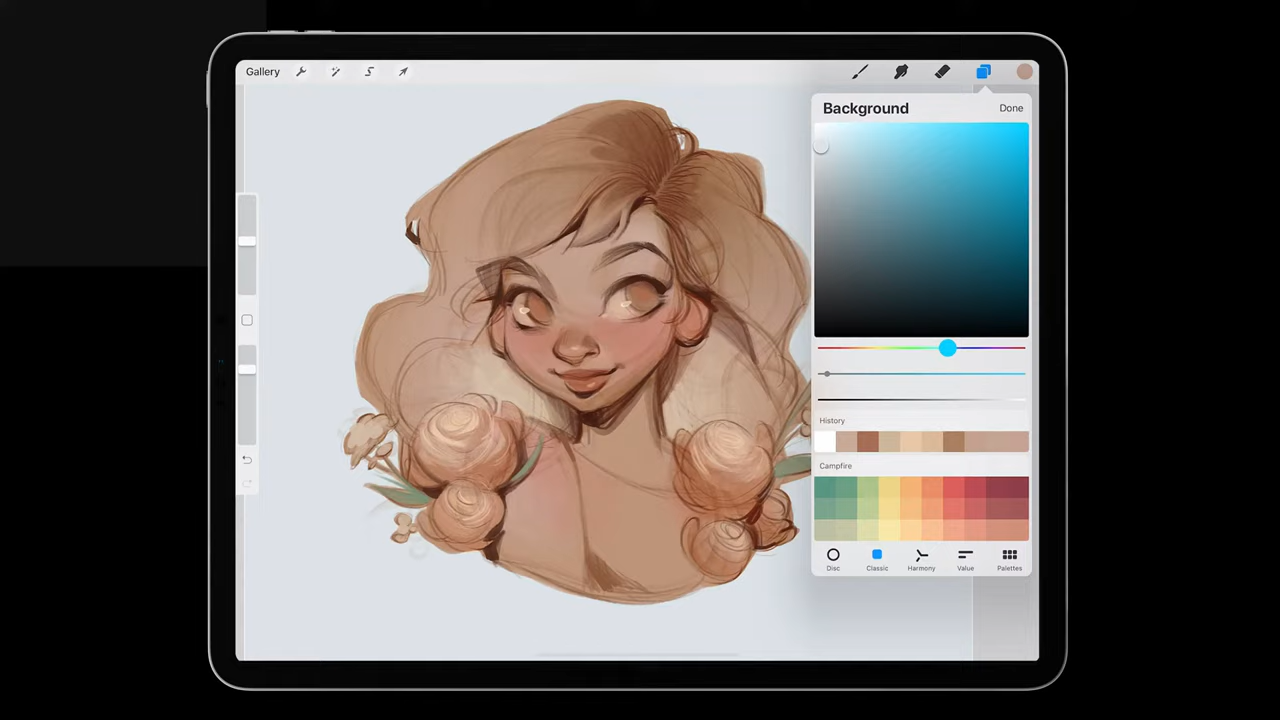 Gallery
Background Done
History
Campfire
Disc Classic Harmony Value Palettes